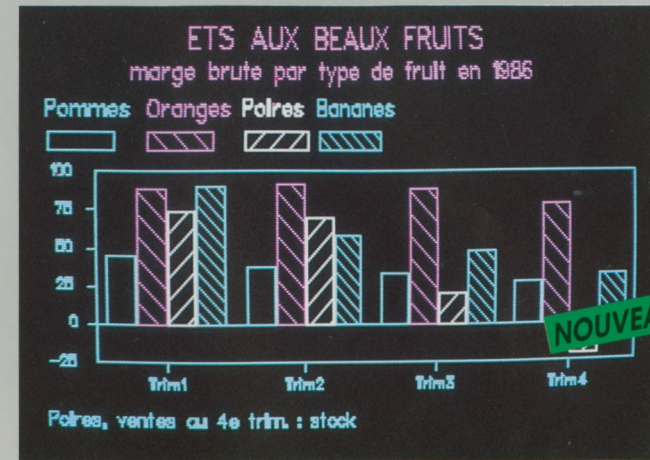 ETS AUX BEAUX FRUITS
marge brute par type de fruit en 1986
Pommes Oranges Poires Bananes
100
75
50
25
0
-25
NOUVEA
Trim1 Trim2 Trim3 Trim4
Poires, ventes au 4e trim. : stock